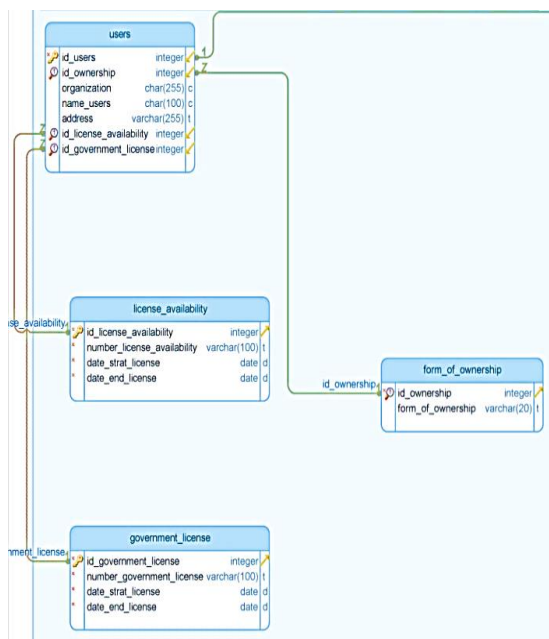 users
id_users integer
1
id_ownership integer
Z
organization char(255) c
name_users char(100) c
address varchar(255) t
Z id_license_availability integer
Z id_government_license integer
license_availability
se_availability
id_license_availability integer
* number_license_availability varchar(100) t
* date_strat_license date d
* date_end_license date d
form_of_ownership
id_ownership
id_ownership integer
form_of_ownership varchar(20) t
government_license
nment_license
id_government_license integer
* number_government_license varchar(100) t
* date_strat_license date d
* date_end_license date d